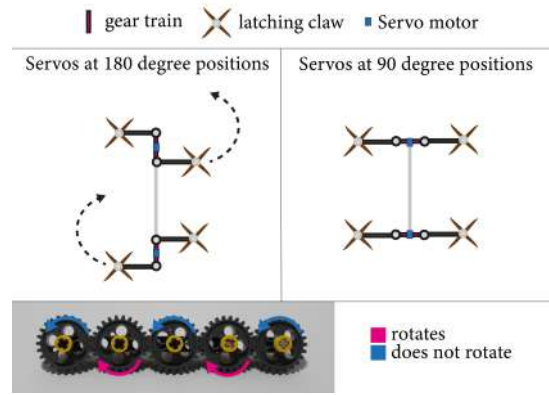 gear train latching claw Servo motor
Servos at 180 degree positions
Servos at 90 degree positions
rotates
does not rotate